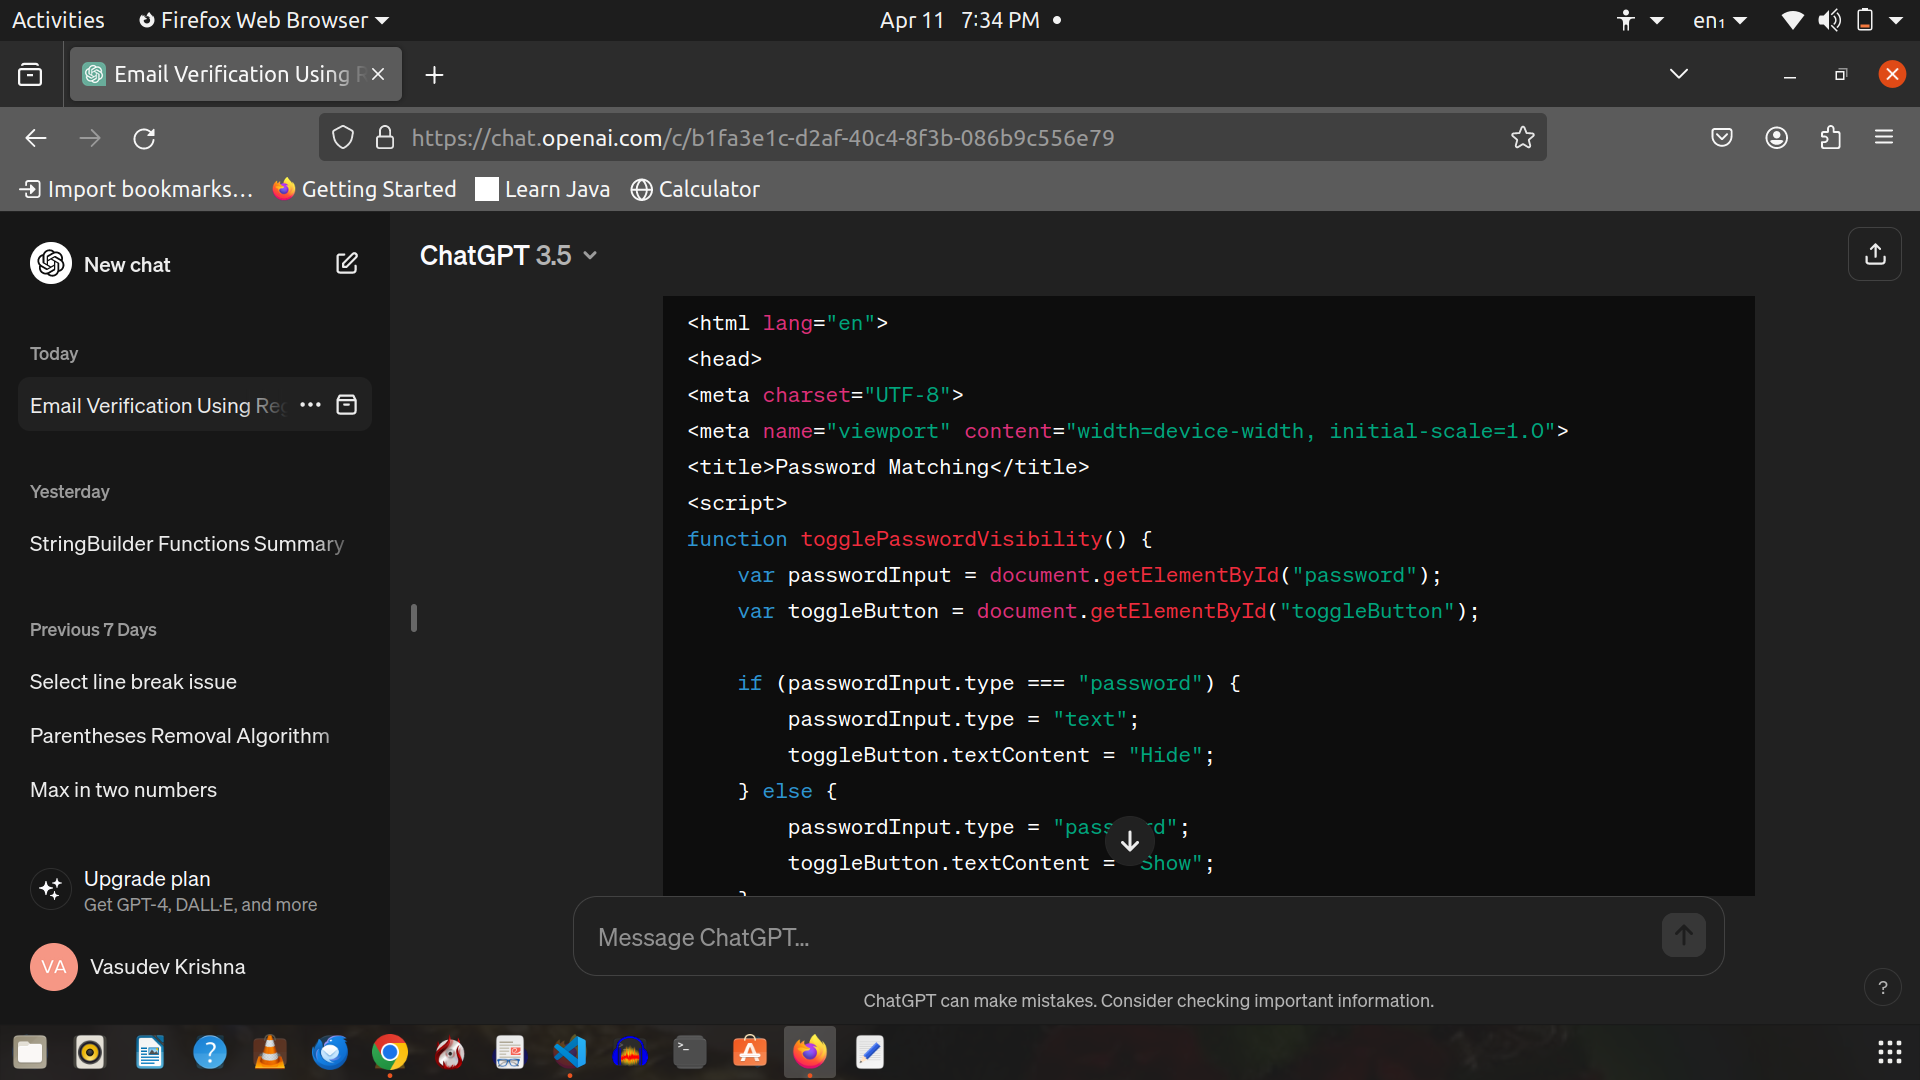 Activities
Firefox Web Browser
Apr 11 7:34 PM
en₁
Email Verification Using
https://chat.openai.com/c/b1fa3e1c-d2af-40c4-8f3b-086b9c556e79
Import bookmarks...
Getting Started
Learn Java
Calculator
New chat
Today
Email Verification Using Reg
Yesterday
StringBuilder Functions Summary
Previous 7 Days
Select line break issue
Parentheses Removal Algorithm
Max in two numbers
Upgrade plan
Get GPT-4, DALL·E, and more
VA
Vasudev Krishna
ChatGPT 3.5
<html lang="en">
<head>
<meta charset="UTF-8">
<meta name="viewport" content="width=device-width, initial-scale=1.0">
<title>Password Matching</title>
<script>
function togglePasswordVisibility() {
    var passwordInput = document.getElementById("password");
    var toggleButton = document.getElementById("toggleButton");
    if (passwordInput.type === "password") {
        passwordInput.type = "text";
        toggleButton.textContent = "Hide";
    } else {
        passwordInput.type = "password";
        toggleButton.textContent = "Show";
    }
Message ChatGPT...
ChatGPT can make mistakes. Consider checking important information.
?